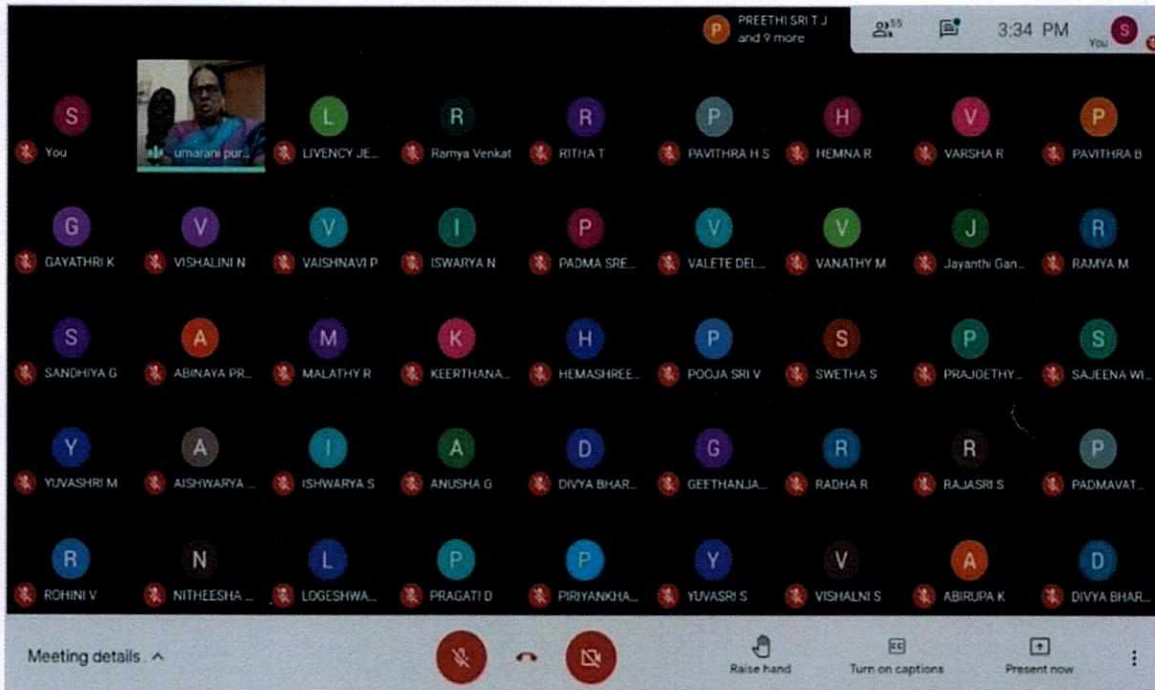 P PREETHI SRI T J
and 9 more
55
3:34 PM
You S
S L R R P H V P
You umarani pur... LIVENCY JE... Ramya Venkat RITHA T PAVITHRA H S HEMNA R VARSHA R PAVITHRA B
G V V I P V V J R
GAYATHRI K VISHALINI N VAISHNAVI P ISWARYA N PADMA SRE... VALETE DEL... VANATHY M Jayanthi Gan... RAMYA M
S A M K H P S P S
SANDHIYA G ABINAYA PR... MALATHY R KEERTHANA... HEMASHREE... POOJA SRI V SWETHA S PRAJOETHY... SAJEENA WI...
Y A I A D G R R P
YUVASHRI M AISHWARYA ... ISHWARYA S ANUSHA G DIVYA BHAR... GEETHANJA... RADHA R RAJASRI S PADMAVAT...
R N L P P Y V A D
ROHINI V NITHEESHA ... LOGESHWA... PRAGATI D PIRIYANKHA... YUVASRI S VISHALNI S ABIRUPA K DIVYA BHAR...
Meeting details
Raise hand
CC
Turn on captions
Present now